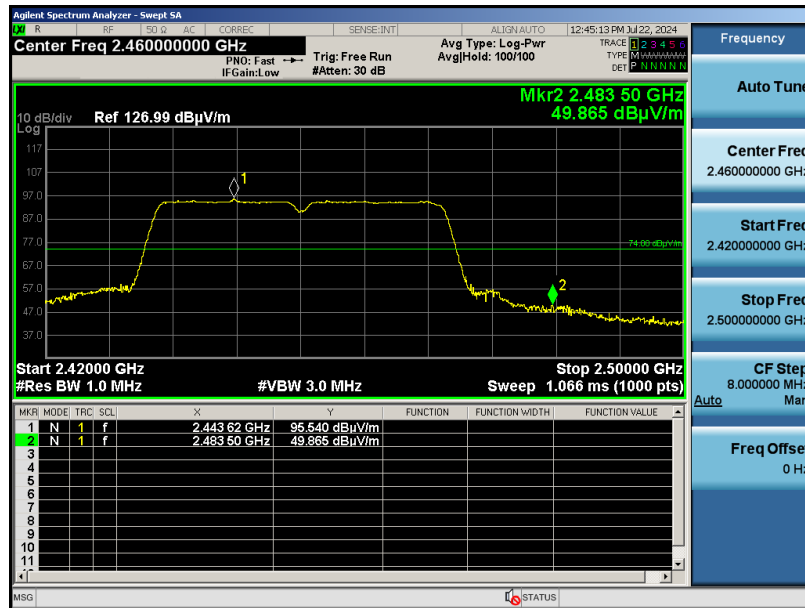 Agilent Spectrum Analyzer - Swept SA
LXI R RF 50 Ω AC CORREC SENSE:INT ALIGN AUTO 12:45:13 PM Jul 22, 2024
Center Freq 2.460000000 GHz
PNO: Fast
IFGain:Low
Trig: Free Run
#Atten: 30 dB
Avg Type: Log-Pwr
Avg|Hold: 100/100
TRACE 1 2 3 4 5 6
TYPE M W W W W W
DET P N N N N N
Mkr2 2.483 50 GHz
49.865 dBµV/m
10 dB/div Ref 126.99 dBµV/m
Log
117
107
97.0
87.0
77.0
67.0
57.0
47.0
37.0
1
74.00 dBµV/m
2
Start 2.42000 GHz Stop 2.50000 GHz
#Res BW 1.0 MHz #VBW 3.0 MHz Sweep 1.066 ms (1000 pts)
MKR MODE TRC SCL X Y FUNCTION FUNCTION WIDTH FUNCTION VALUE
1 N 1 f 2.443 62 GHz 95.540 dBµV/m
2 N 1 f 2.483 50 GHz 49.865 dBµV/m
3
4
5
6
7
8
9
10
11
MSG STATUS
Frequency
Auto Tune
Center Freq
2.460000000 GHz
Start Freq
2.420000000 GHz
Stop Freq
2.500000000 GHz
CF Step
8.000000 MHz
Auto Man
Freq Offset
0 Hz